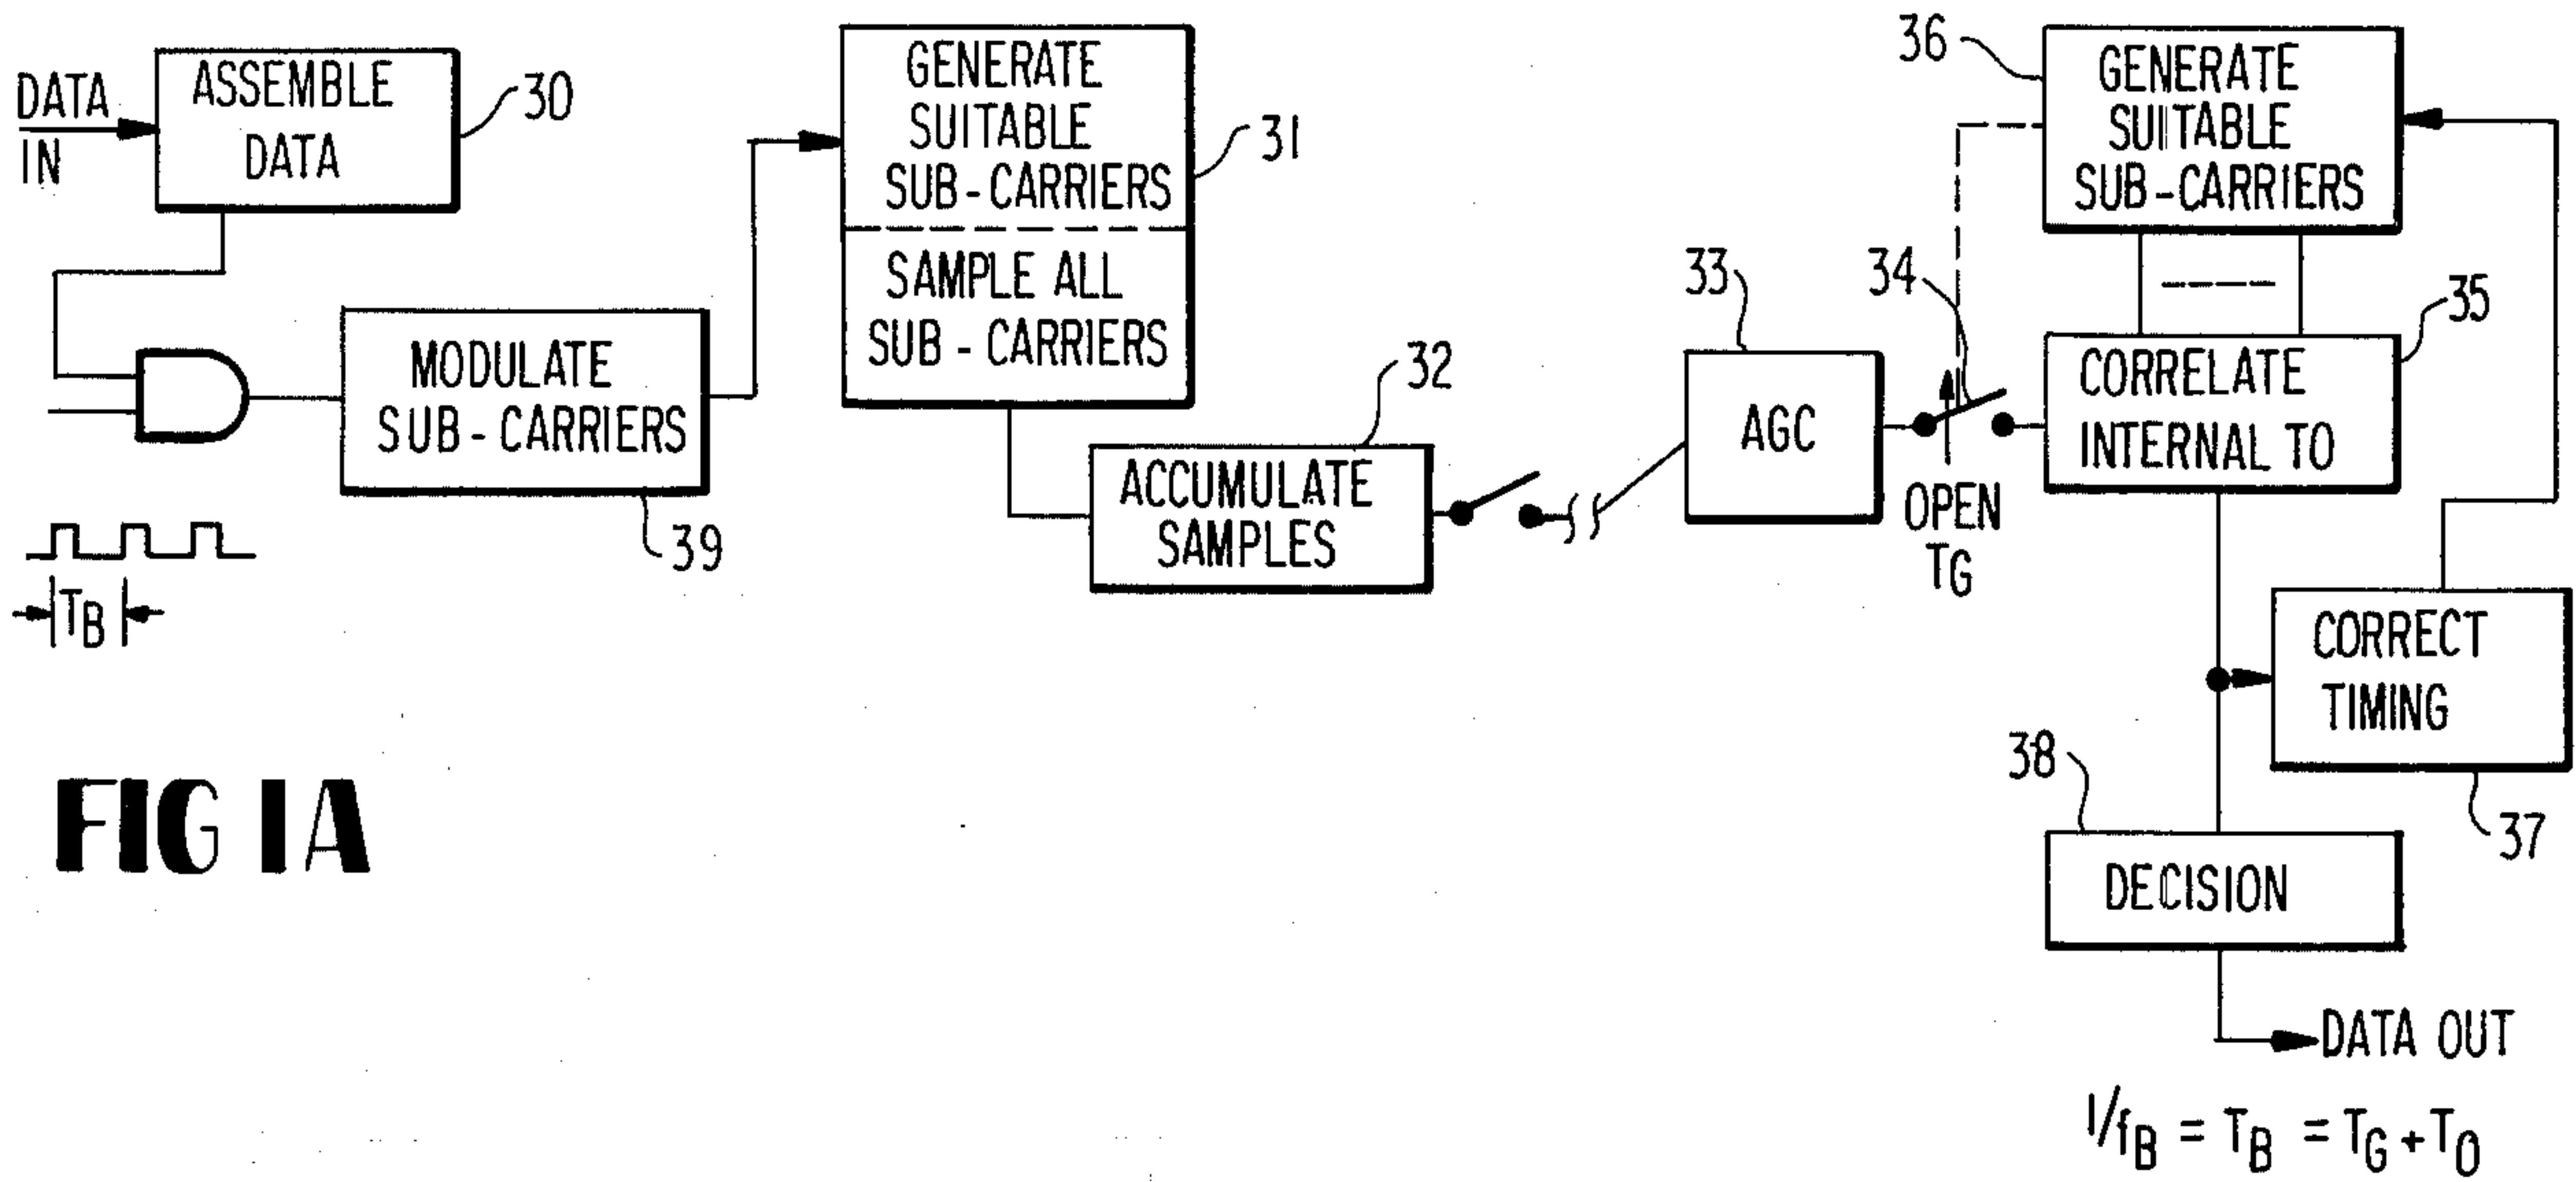 DATA
IN
ASSEMBLE
DATA
30
MODULATE
SUB-CARRIERS
39
TB
GENERATE
SUITABLE
SUB-CARRIERS
SAMPLE ALL
SUB-CARRIERS
31
ACCUMULATE
SAMPLES
32
33
AGC
34
OPEN
TG
36
GENERATE
SUITABLE
SUB-CARRIERS
35
CORRELATE
INTERNAL TO
CORRECT
TIMING
37
38
DECISION
DATA OUT
1/fB = TB = TG + TO
FIG 1A